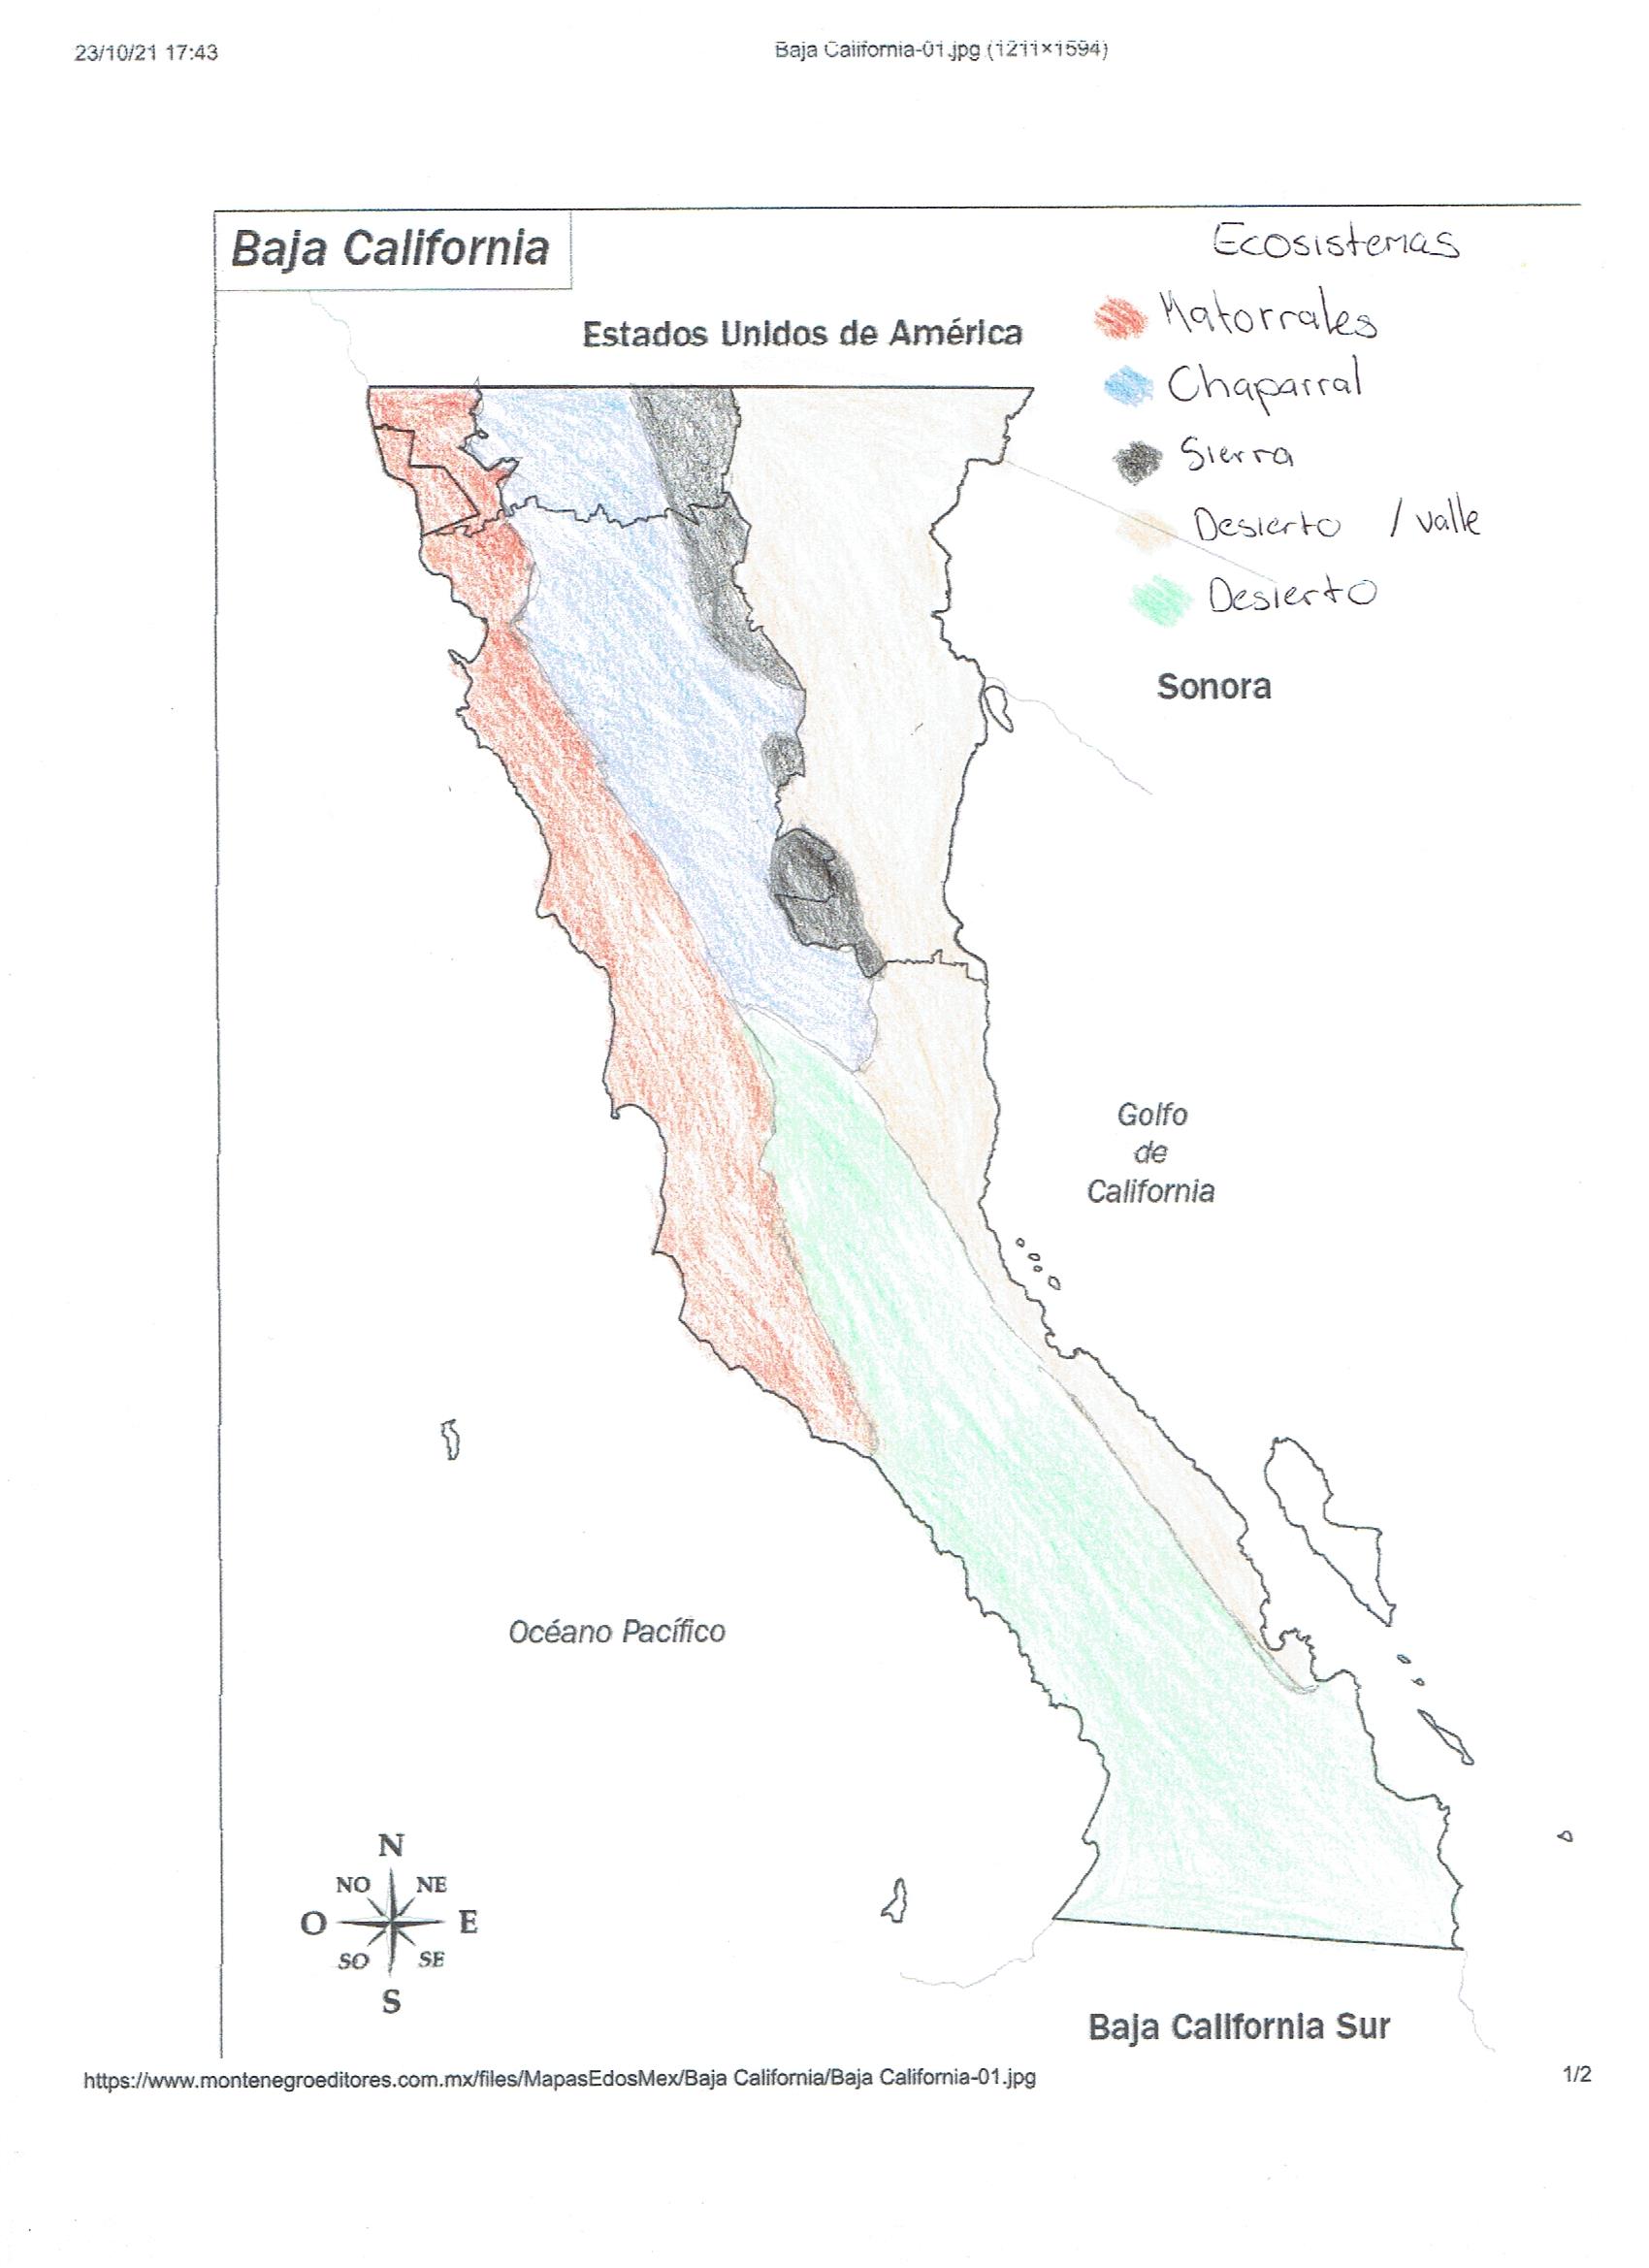 23/10/21 17:43
Baja California-01.jpg (1211×1594)
Baja California
Ecosistemas
Estados Unidos de América
Matorrales
Chaparral
Sierra
Desierto / valle
Desierto
Sonora
Golfo
de
California
Océano Pacífico
N
NO NE
O E
SO SE
S
Baja California Sur
https://www.montenegroeditores.com.mx/files/MapasEdosMex/Baja California/Baja California-01.jpg
1/2